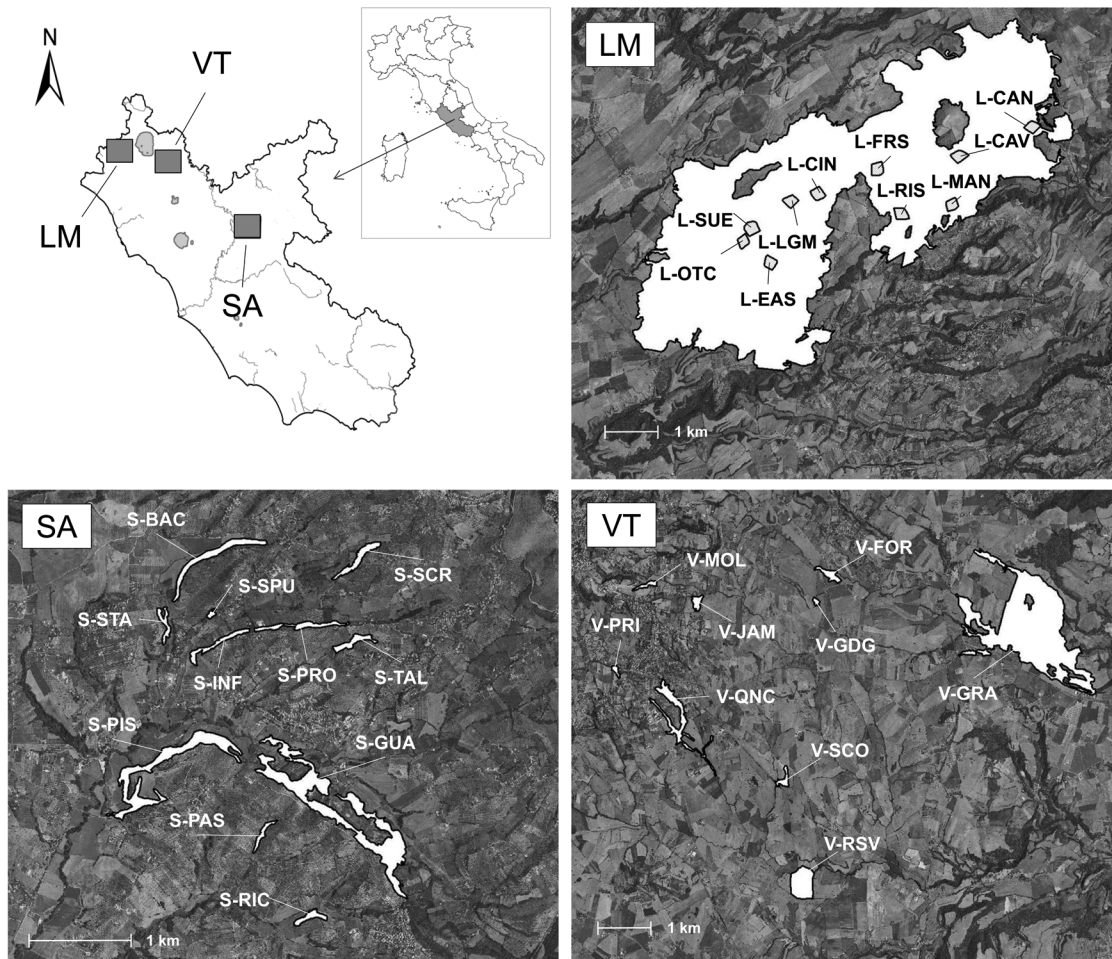 N
VT
LM
SA
LM
L-CAN
L-FRS
L-CAV
L-CIN
L-RIS
L-MAN
L-SUE
L-LGM
L-OTC
L-EAS
1 km
SA
S-BAC
S-SCR
S-SPU
S-STA
S-INF
S-PRO
S-TAL
S-PIS
S-GUA
S-PAS
S-RIC
1 km
VT
V-FOR
V-MOL
V-PRI
V-JAM
V-GDG
V-QNC
V-GRA
V-SCO
V-RSV
1 km